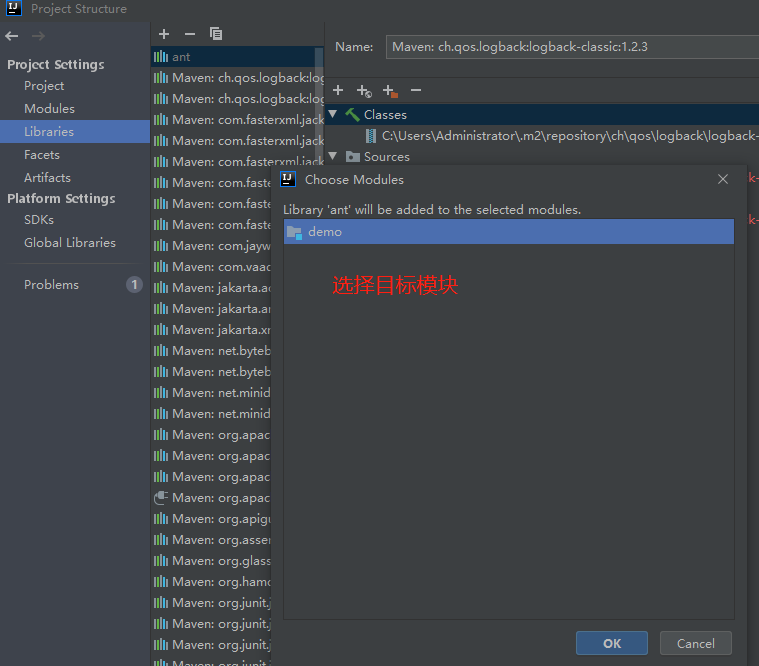 Project Structure
Project Settings
Project
Modules
Libraries
Facets
Artifacts
Platform Settings
SDKs
Global Libraries
Problems 1
ant
Maven: ch.qos.logback:log
Maven: ch.qos.logback:log
Maven: com.fasterxml.jack
Maven: com.fasterxml.jack
Maven: com.fasterxml.jack
Maven: com.faste
Maven: com.faste
Maven: com.faste
Maven: com.jayw
Maven: com.vaad
Maven: jakarta.ac
Maven: jakarta.an
Maven: jakarta.xm
Maven: net.byteb
Maven: net.byteb
Maven: net.minid
Maven: net.minid
Maven: org.apac
Maven: org.apac
Maven: org.apac
Maven: org.apac
Maven: org.apigu
Maven: org.asser
Maven: org.glass
Maven: org.hamc
Maven: org.junit.j
Maven: org.junit.j
Maven: org.junit.j
Name: Maven: ch.qos.logback:logback-classic:1.2.3
Classes
C:\Users\Administrator\.m2\repository\ch\qos\logback\logback-
Sources
Choose Modules
Library 'ant' will be added to the selected modules.
demo
选择目标模块
OK
Cancel